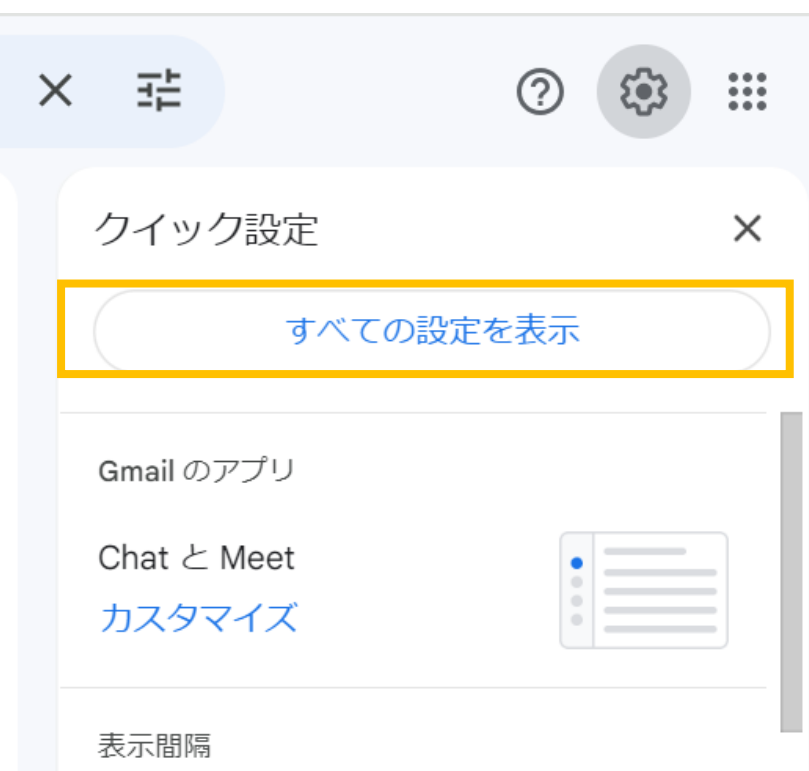 クイック設定
すべての設定を表示
Gmail のアプリ
Chat と Meet
カスタマイズ
表示間隔